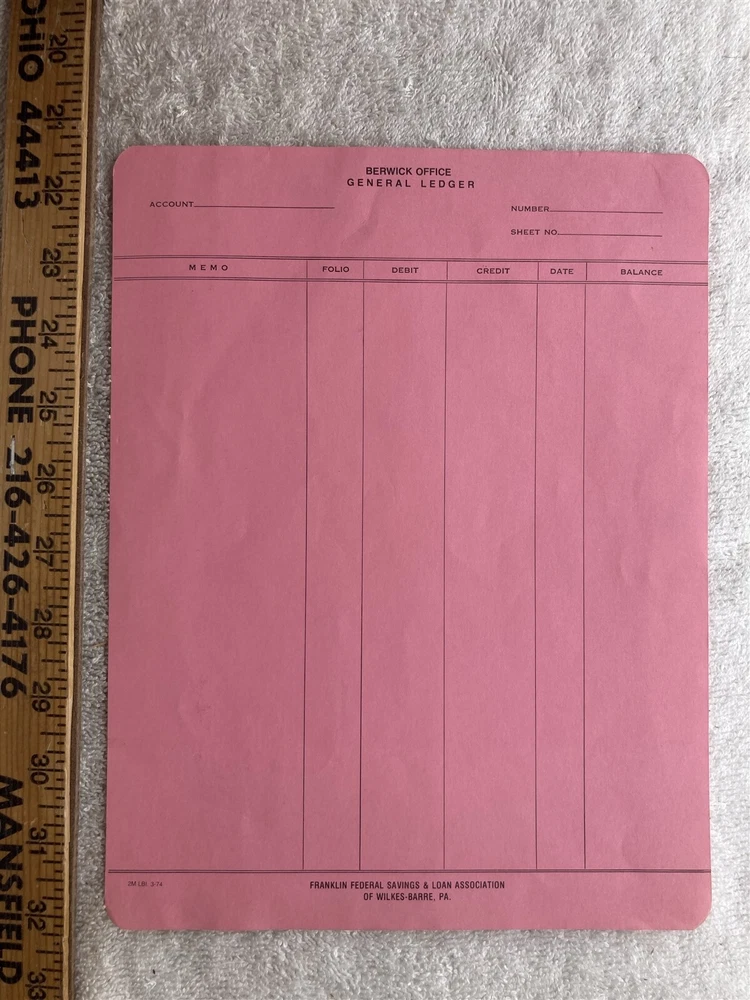 BERWICK OFFICE
GENERAL LEDGER
ACCOUNT
NUMBER
SHEET NO.
MEMO FOLIO DEBIT CREDIT DATE BALANCE
2M LBI 3/74
FRANKLIN FEDERAL SAVINGS & LOAN ASSOCIATION
OF WILKES-BARRE, PA.
OHIO 44413 PHONE 216-426-4176 MANSFIELD
20 21 22 23 24 25 26 27 28 29 30 31 32 33